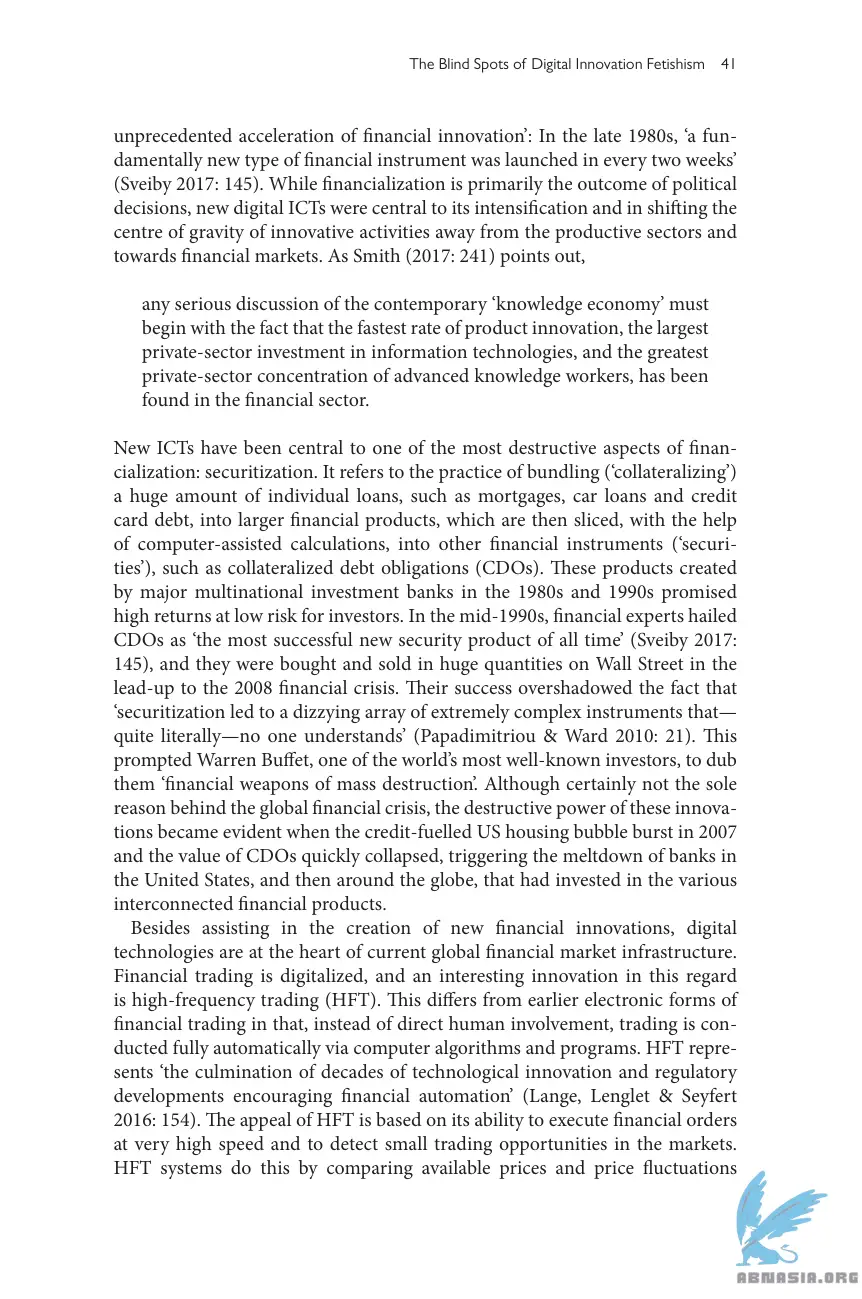 The Blind Spots of Digital Innovation Fetishism 41
unprecedented acceleration of financial innovation’: In the late 1980s, ‘a fun-
damentally new type of financial instrument was launched in every two weeks’
(Sveiby 2017: 145). While financialization is primarily the outcome of political
decisions, new digital ICTs were central to its intensification and in shifting the
centre of gravity of innovative activities away from the productive sectors and
towards financial markets. As Smith (2017: 241) points out,
any serious discussion of the contemporary ‘knowledge economy’ must
begin with the fact that the fastest rate of product innovation, the largest
private-sector investment in information technologies, and the greatest
private-sector concentration of advanced knowledge workers, has been
found in the financial sector.
New ICTs have been central to one of the most destructive aspects of finan-
cialization: securitization. It refers to the practice of bundling (‘collateralizing’)
a huge amount of individual loans, such as mortgages, car loans and credit
card debt, into larger financial products, which are then sliced, with the help
of computer-assisted calculations, into other financial instruments (‘securi-
ties’), such as collateralized debt obligations (CDOs). These products created
by major multinational investment banks in the 1980s and 1990s promised
high returns at low risk for investors. In the mid-1990s, financial experts hailed
CDOs as ‘the most successful new security product of all time’ (Sveiby 2017:
145), and they were bought and sold in huge quantities on Wall Street in the
lead-up to the 2008 financial crisis. Their success overshadowed the fact that
‘securitization led to a dizzying array of extremely complex instruments that—
quite literally—no one understands’ (Papadimitriou & Ward 2010: 21). This
prompted Warren Buffet, one of the world’s most well-known investors, to dub
them ‘financial weapons of mass destruction’. Although certainly not the sole
reason behind the global financial crisis, the destructive power of these innova-
tions became evident when the credit-fuelled US housing bubble burst in 2007
and the value of CDOs quickly collapsed, triggering the meltdown of banks in
the United States, and then around the globe, that had invested in the various
interconnected financial products.
Besides assisting in the creation of new financial innovations, digital
technologies are at the heart of current global financial market infrastructure.
Financial trading is digitalized, and an interesting innovation in this regard
is high-frequency trading (HFT). This differs from earlier electronic forms of
financial trading in that, instead of direct human involvement, trading is con-
ducted fully automatically via computer algorithms and programs. HFT repre-
sents ‘the culmination of decades of technological innovation and regulatory
developments encouraging financial automation’ (Lange, Lenglet & Seyfert
2016: 154). The appeal of HFT is based on its ability to execute financial orders
at very high speed and to detect small trading opportunities in the markets.
HFT systems do this by comparing available prices and price fluctuations
ABNASIA.ORG